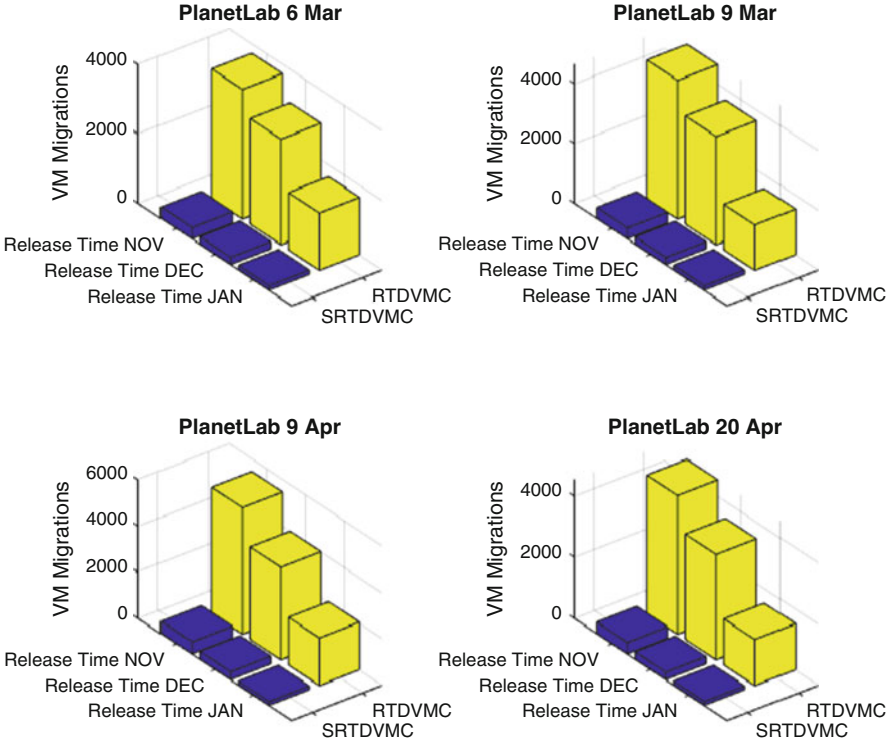 PlanetLab 6 Mar
VM Migrations
4000
2000
0
Release Time NOV
Release Time DEC
Release Time JAN
RTDVMC
SRTDVMC
PlanetLab 9 Mar
VM Migrations
4000
2000
0
Release Time NOV
Release Time DEC
Release Time JAN
RTDVMC
SRTDVMC
PlanetLab 9 Apr
VM Migrations
6000
4000
2000
0
Release Time NOV
Release Time DEC
Release Time JAN
RTDVMC
SRTDVMC
PlanetLab 20 Apr
VM Migrations
4000
2000
0
Release Time NOV
Release Time DEC
Release Time JAN
RTDVMC
SRTDVMC